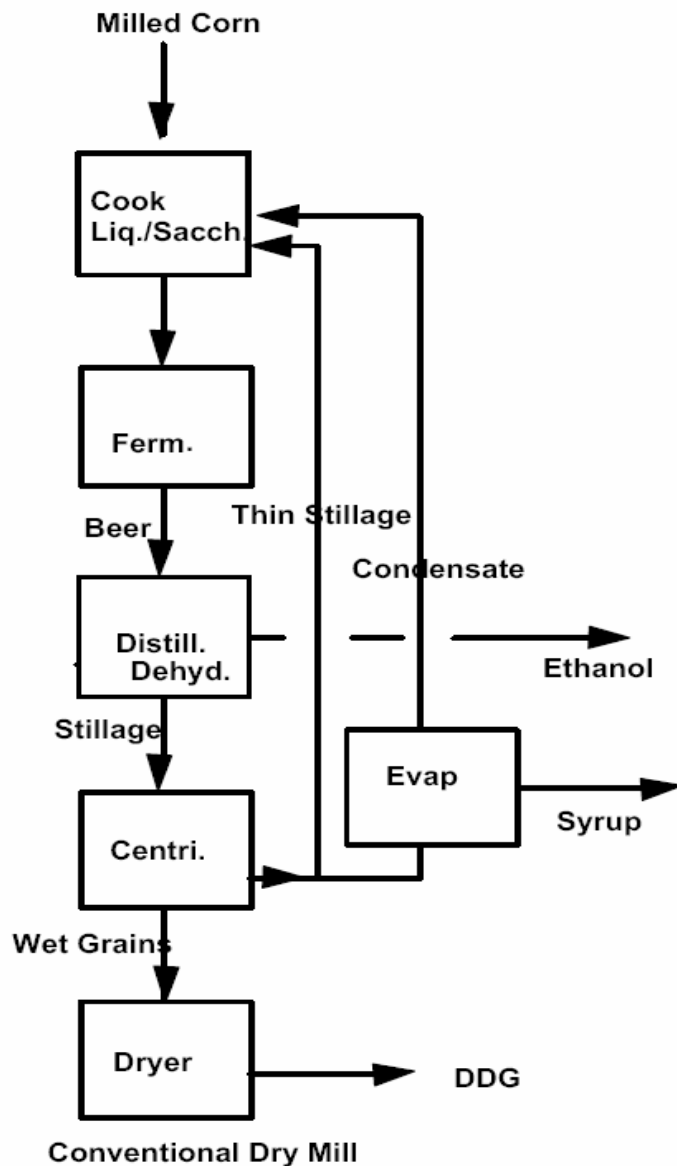 Milled Corn
Cook
Liq./Sacch.
Ferm.
Beer
Thin Stillage
Condensate
Distill.
Dehyd.
Ethanol
Stillage
Evap
Syrup
Centri.
Wet Grains
Dryer
DDG
Conventional Dry Mill